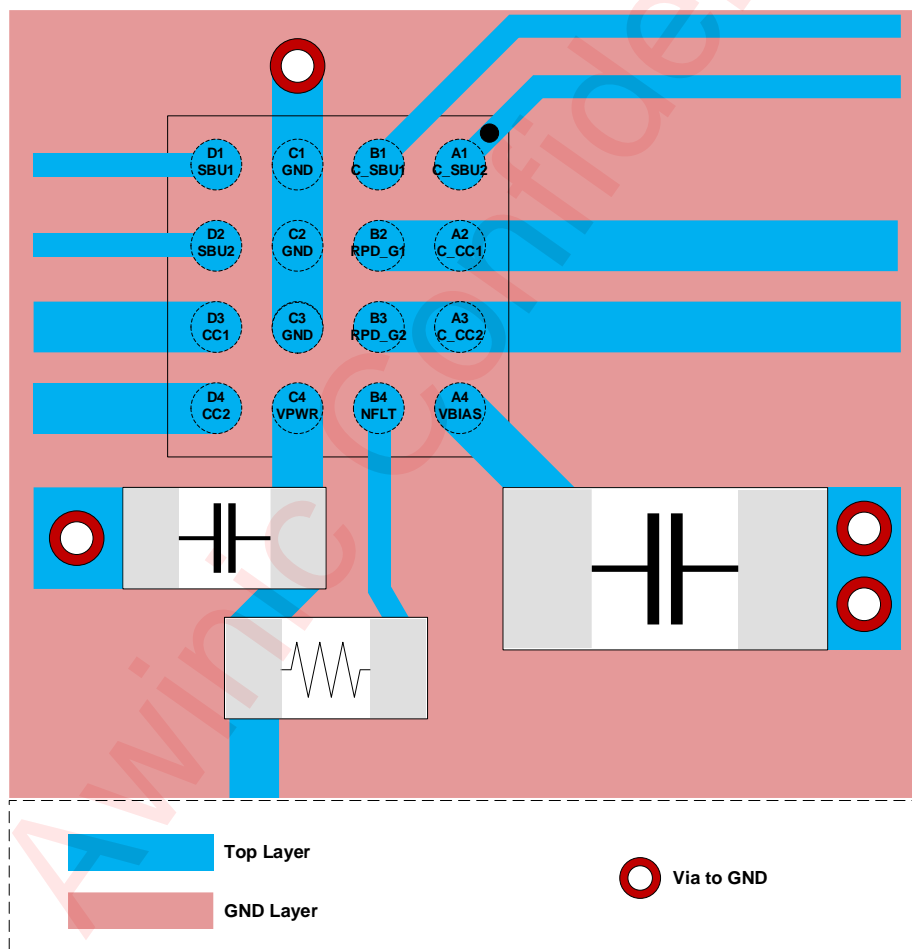 D1
SBU1
C1
GND
B1
C_SBU1
A1
C_SBU2
D2
SBU2
C2
GND
B2
RPD_G1
A2
C_CC1
D3
CC1
C3
GND
B3
RPD_G2
A3
C_CC2
D4
CC2
C4
VPWR
B4
NFLT
A4
VBIAS
Awinic Confide
Top Layer
Via to GND
GND Layer